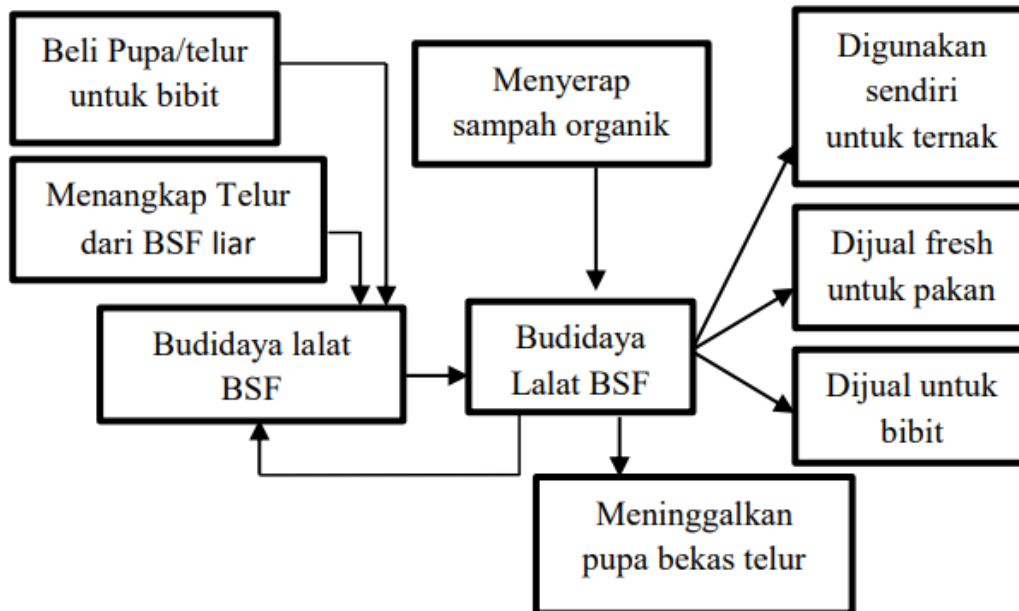 Beli Pupa/telur
untuk bibit
Menangkap Telur
dari BSF liar
Budidaya lalat
BSF
Menyerap
sampah organik
Budidaya
Lalat BSF
Meninggalkan
pupa bekas telur
Digunakan
sendiri
untuk ternak
Dijual fresh
untuk pakan
Dijual untuk
bibit